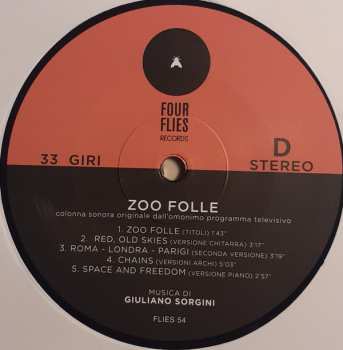 FOUR
FLIES
RECORDS
33 GIRI
D
STEREO
ZOO FOLLE
colonna sonora originale dall'omonimo programma televisivo
1. ZOO FOLLE (TITOLI) 1'43"
2. RED, OLD SKIES (VERSIONE CHITARRA) 3'17"
3. ROMA - LONDRA - PARIGI (SECONDA VERSIONE) 3'19"
4. CHAINS (VERSIONI ARCHI) 5'03"
5. SPACE AND FREEDOM (VERSIONE PIANO) 2'57"
MUSICA DI
GIULIANO SORGINI
FLIES 54